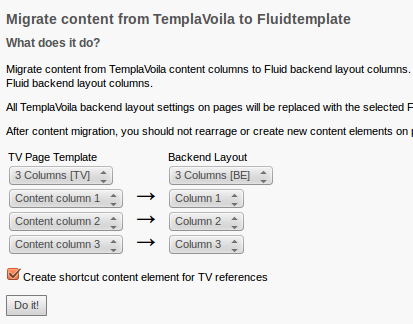 Migrate content from TemplaVoila to Fluidtemplate
What does it do?
Migrate content from TemplaVoila content columns to Fluid backend layout columns.
Fluid backend layout columns.
All TemplaVoila backend layout settings on pages will be replaced with the selected F
After content migration, you should not rearrage or create new content elements on p
TV Page Template Backend Layout
3 Columns [TV] 3 Columns [BE]
Content column 1 → Column 1
Content column 2 → Column 2
Content column 3 → Column 3
Create shortcut content element for TV references
Do it!